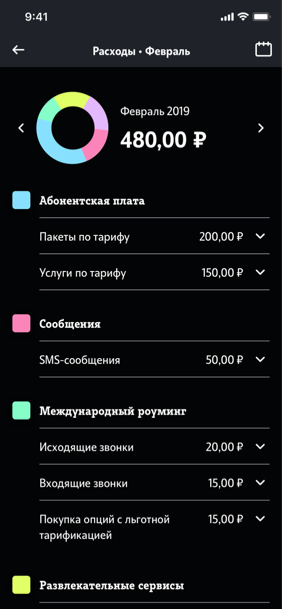 9:41
Расходы • Февраль
Февраль 2019
480,00 ₽
Абонентская плата
Пакеты по тарифу 200,00 ₽
Услуги по тарифу 150,00 ₽
Сообщения
SMS-сообщения 50,00 ₽
Международный роуминг
Исходящие звонки 20,00 ₽
Входящие звонки 15,00 ₽
Покупка опций с льготной 15,00 ₽
тарификацией
Развлекательные сервисы